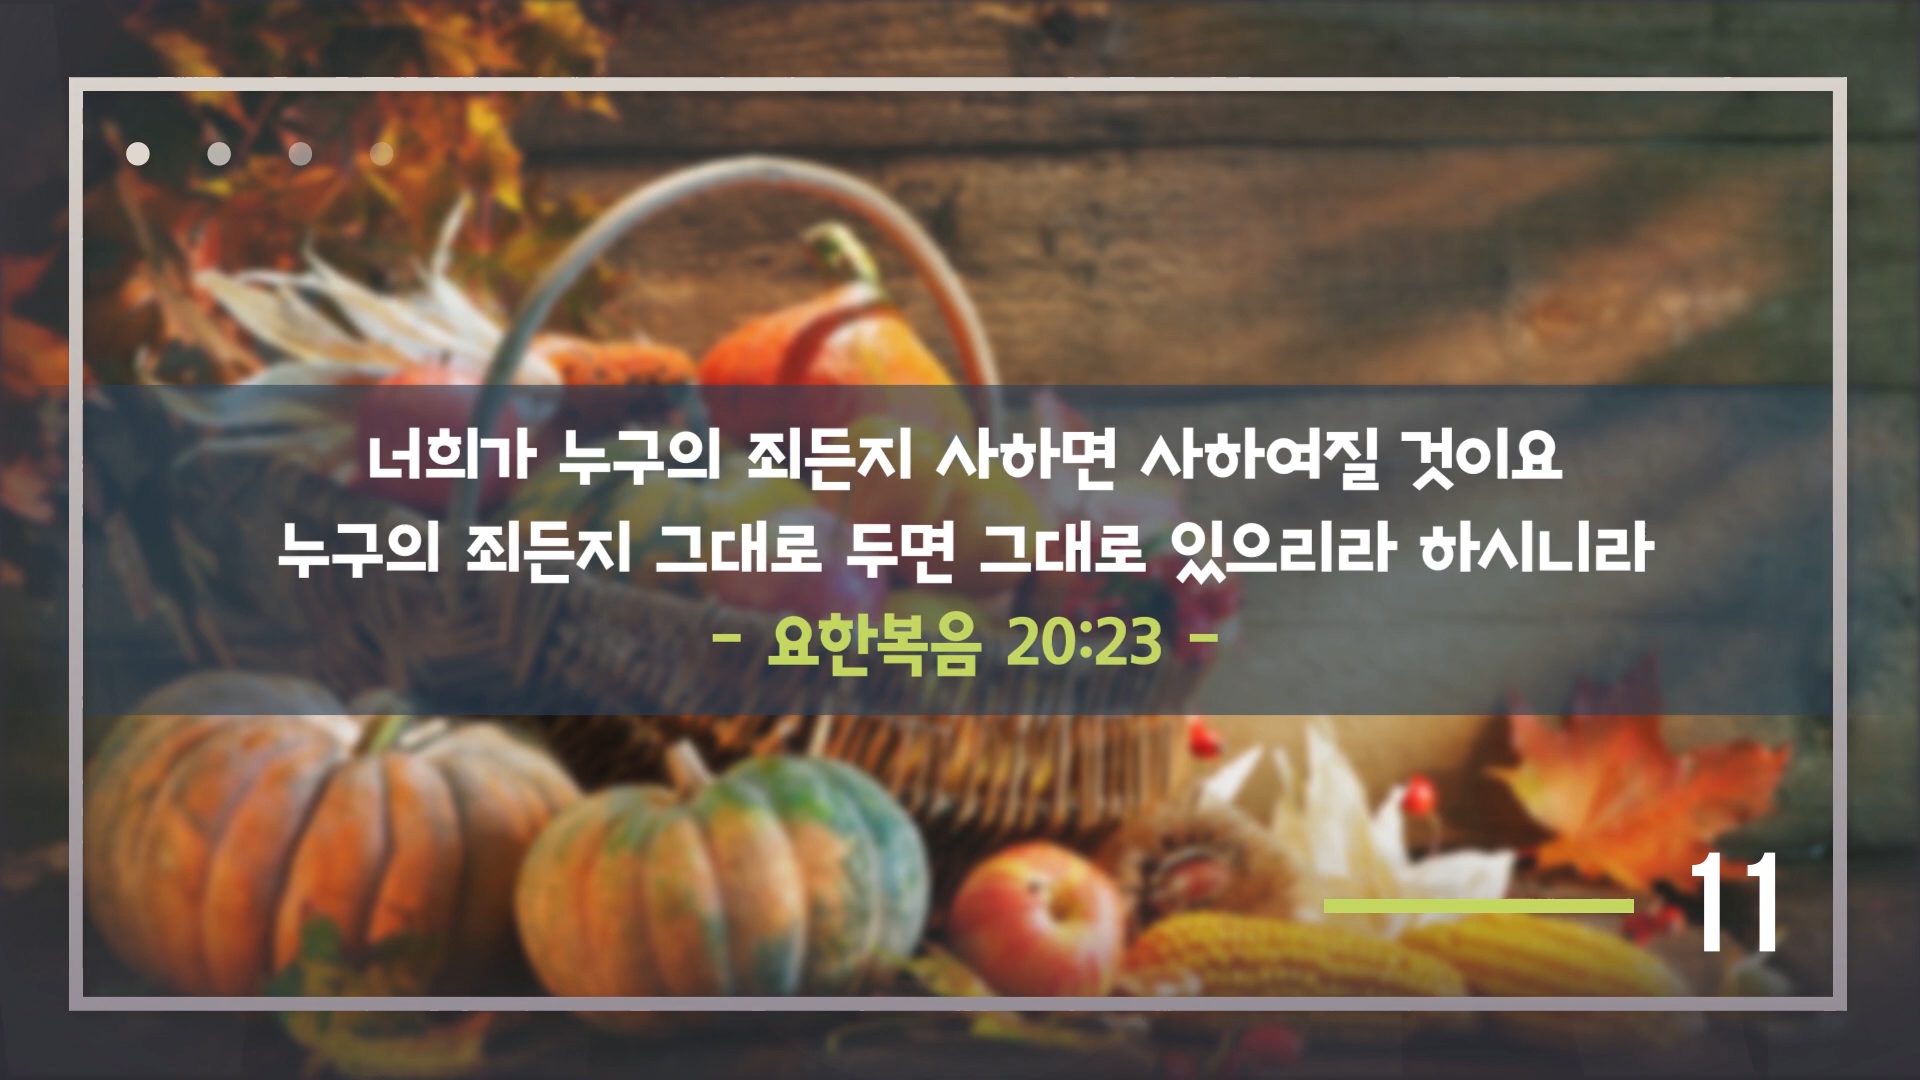 너희가 누구의 죄든지 사하면 사하여질 것이요
누구의 죄든지 그대로 두면 그대로 있으리라 하시니라
- 요한복음 20:23 -
11